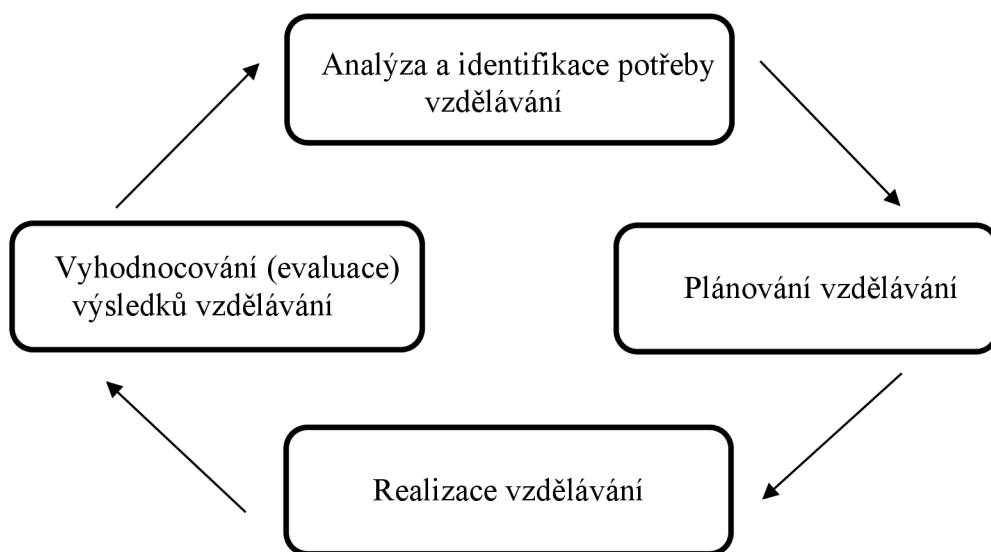 Analýza a identifikace potřeby
vzdělávání
Vyhodnocování (evaluace)
výsledků vzdělávání
Plánování vzdělávání
Realizace vzdělávání